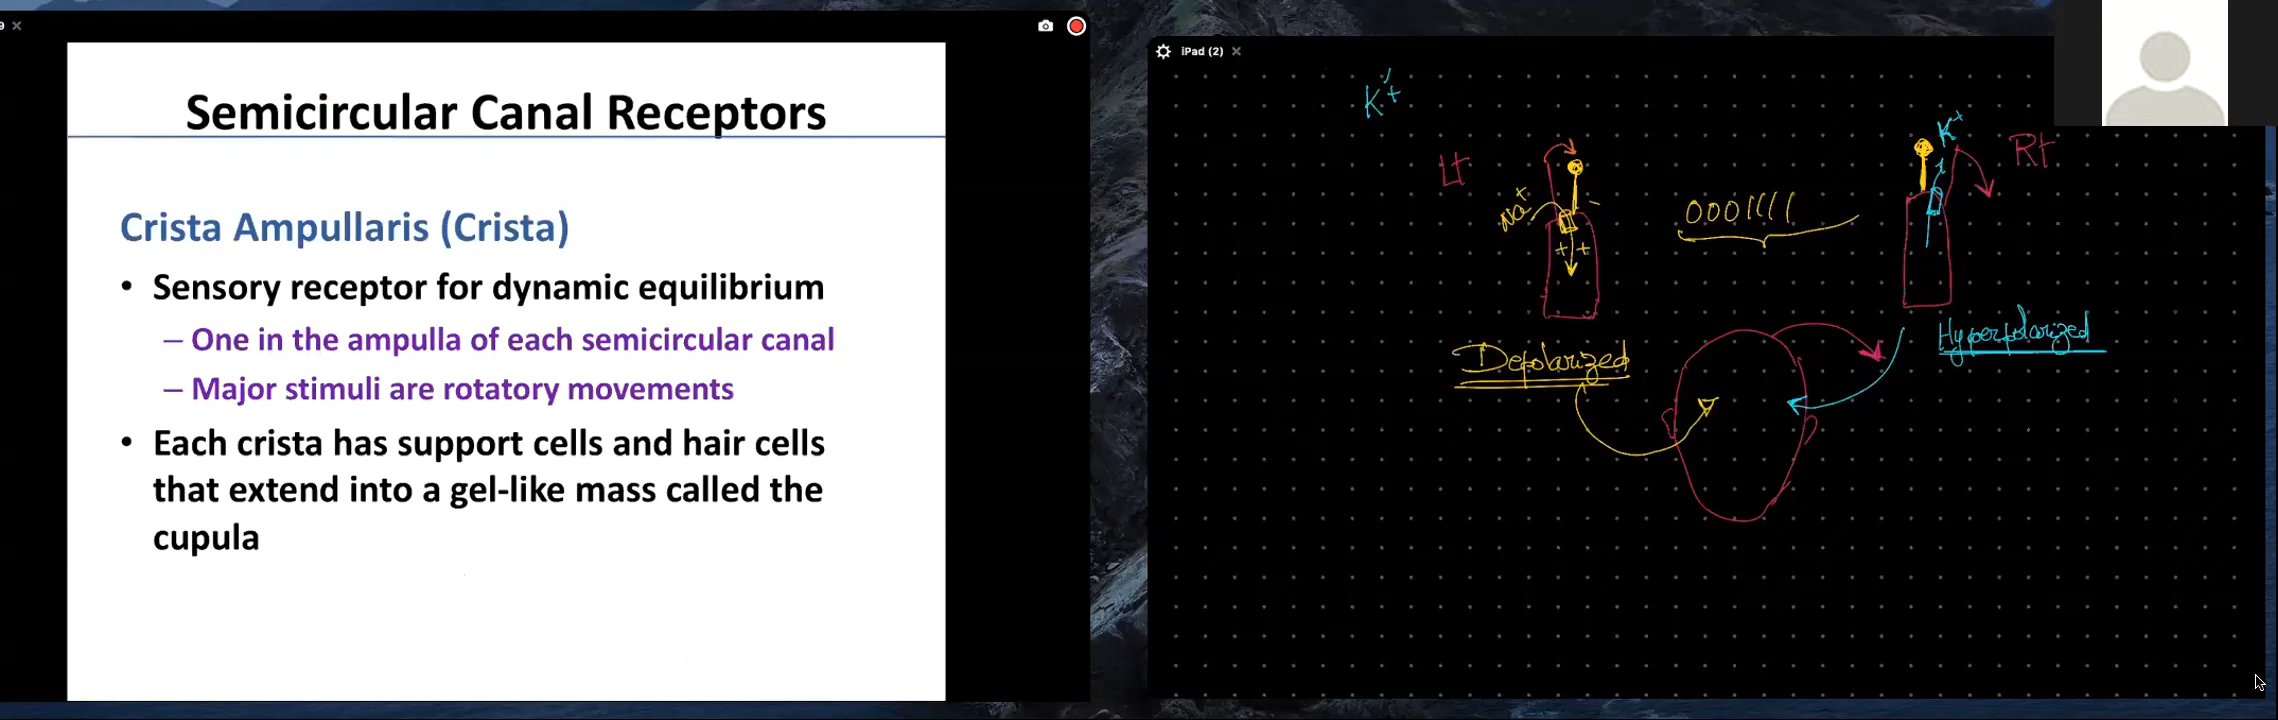 9
Semicircular Canal Receptors
Crista Ampullaris (Crista)
• Sensory receptor for dynamic equilibrium
– One in the ampulla of each semicircular canal
– Major stimuli are rotatory movements
• Each crista has support cells and hair cells
that extend into a gel-like mass called the
cupula
iPad (2)
K+
Lt
Na+
+ +
Depolarized
K+
Rt
Hyperpolarized